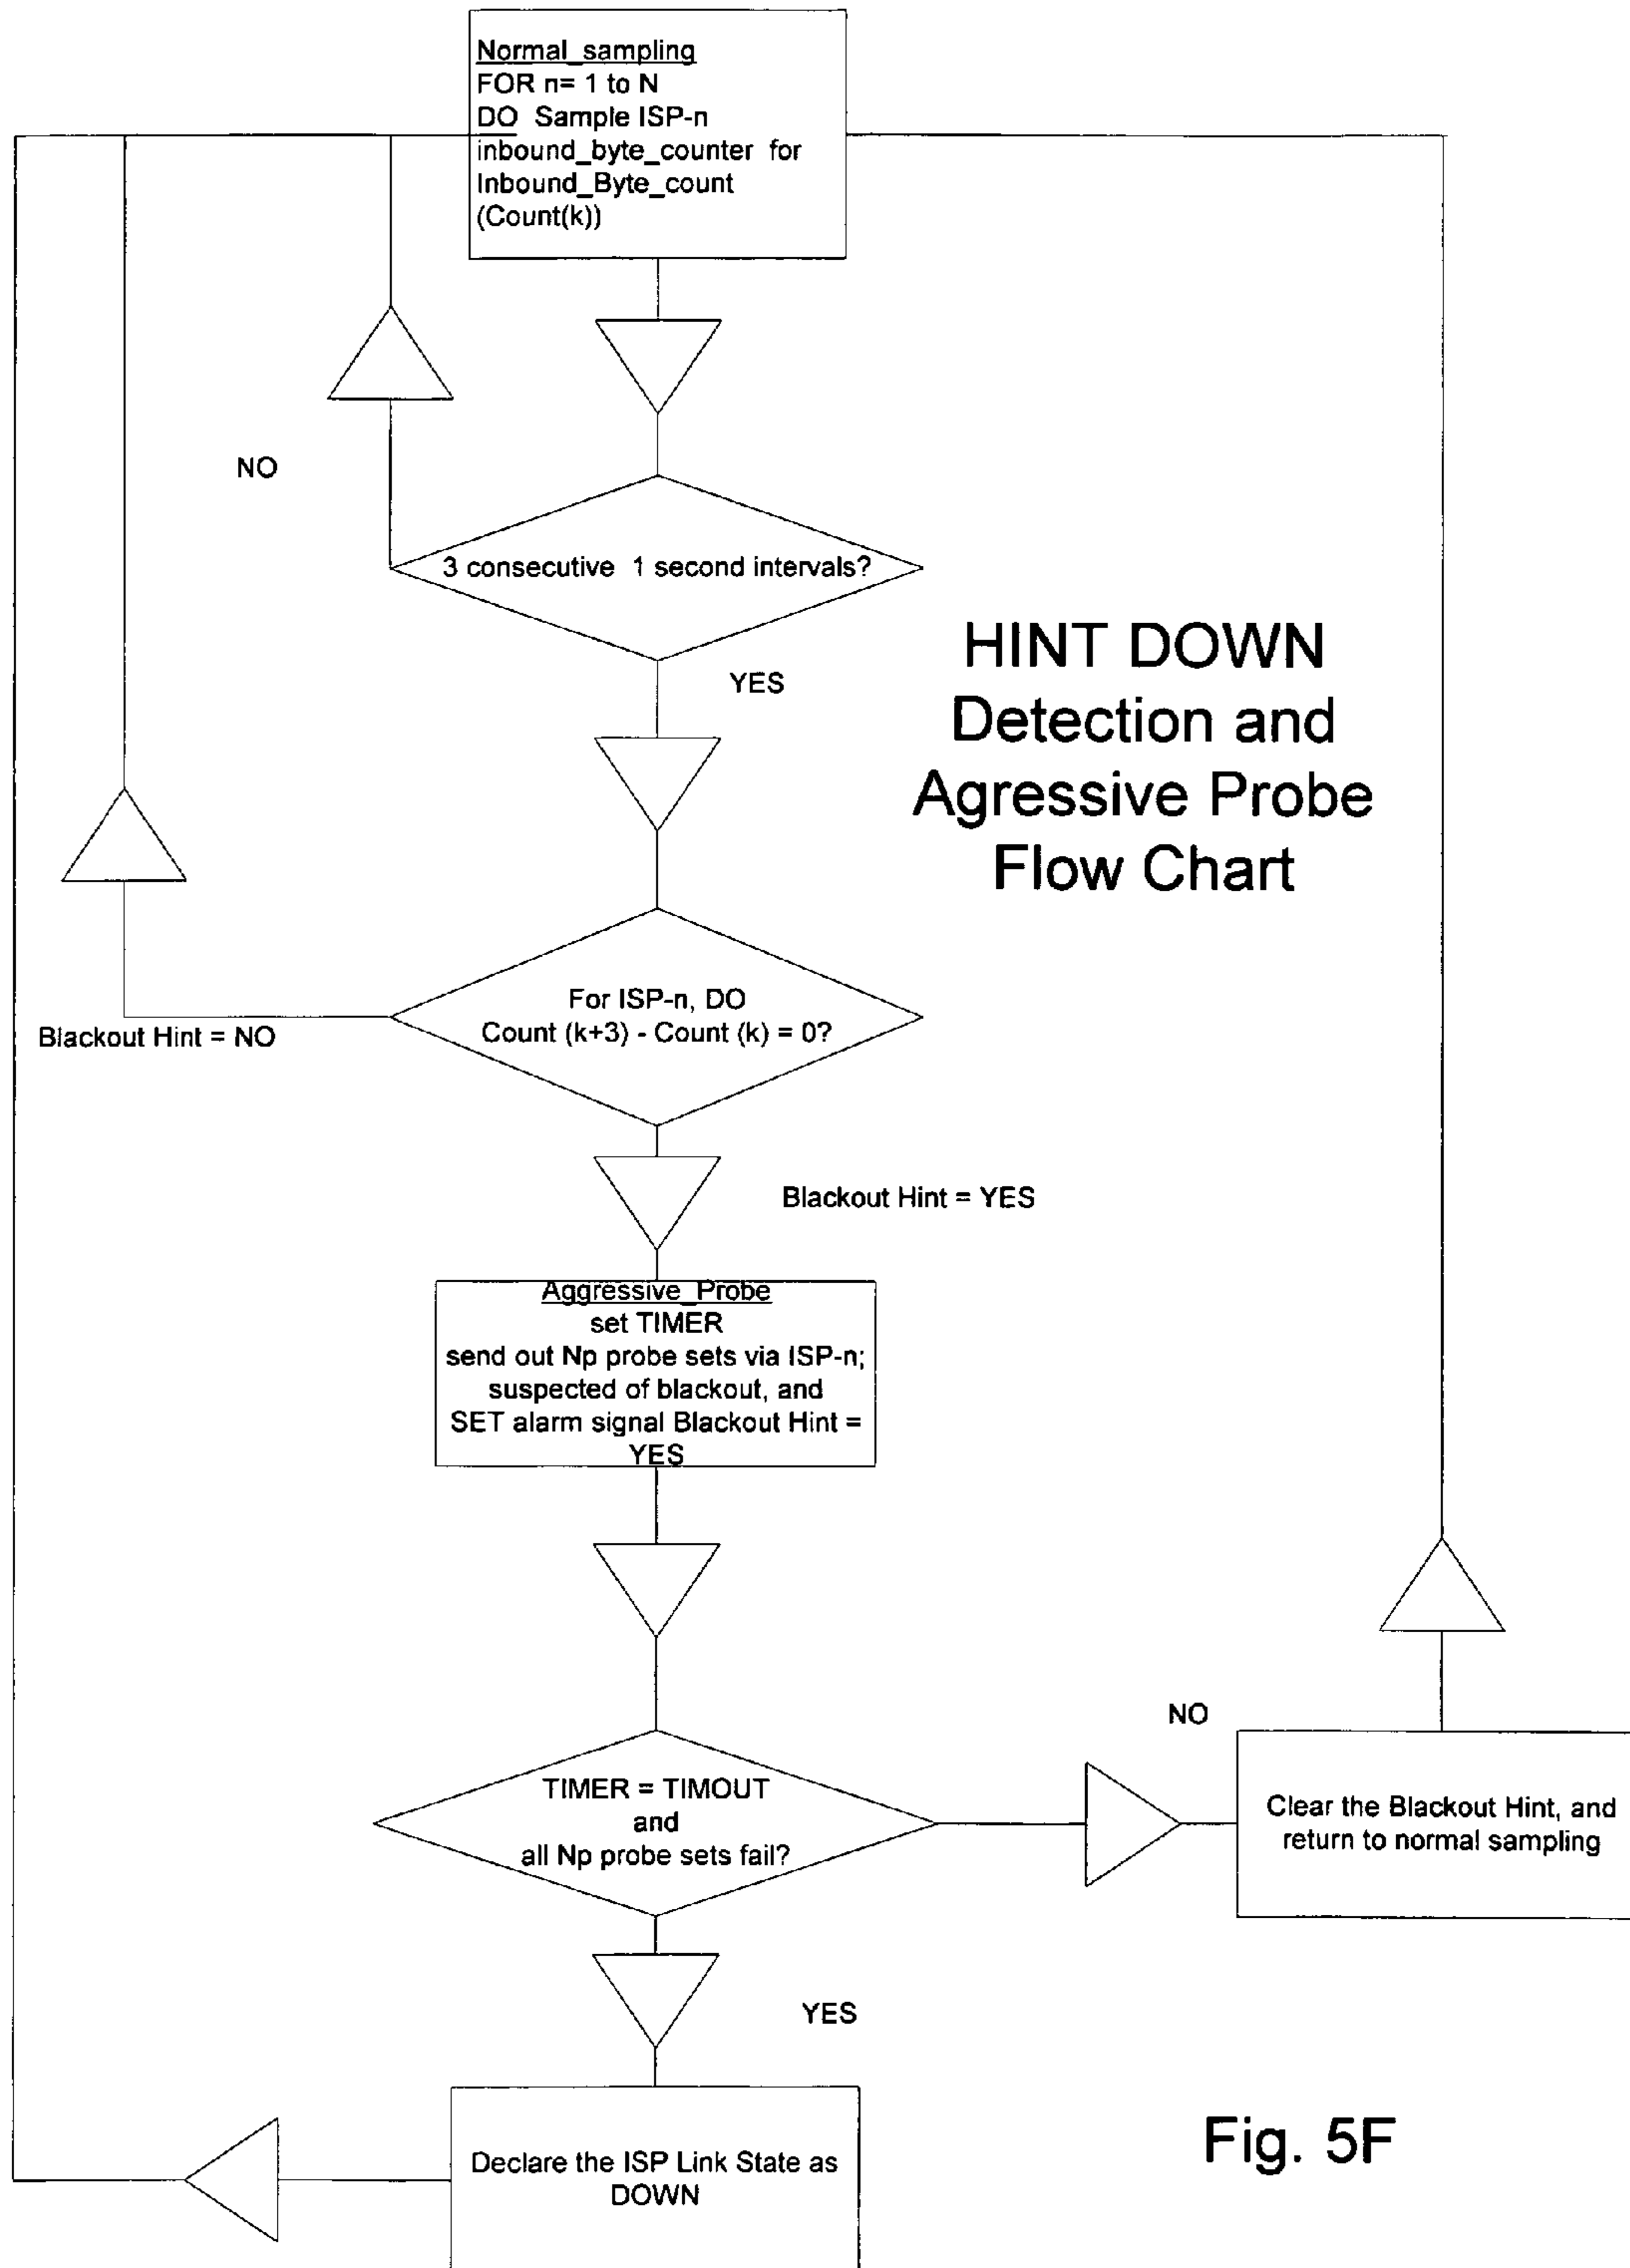 Normal_sampling
FOR n= 1 to N
DO  Sample ISP-n
inbound_byte_counter  for
Inbound_Byte_count
(Count(k))
NO
3 consecutive  1 second intervals?
YES
HINT DOWN
Detection and
Agressive Probe
Flow Chart
For ISP-n, DO
Count (k+3) - Count (k) = 0?
Blackout Hint = NO
Blackout Hint = YES
Aggressive_Probe
set TIMER
send out Np probe sets via ISP-n;
suspected of blackout, and
SET alarm signal Blackout Hint =
YES
NO
TIMER = TIMOUT
and
all Np probe sets fail?
Clear the Blackout Hint, and
return to normal sampling
YES
Declare the ISP Link State as
DOWN
Fig. 5F